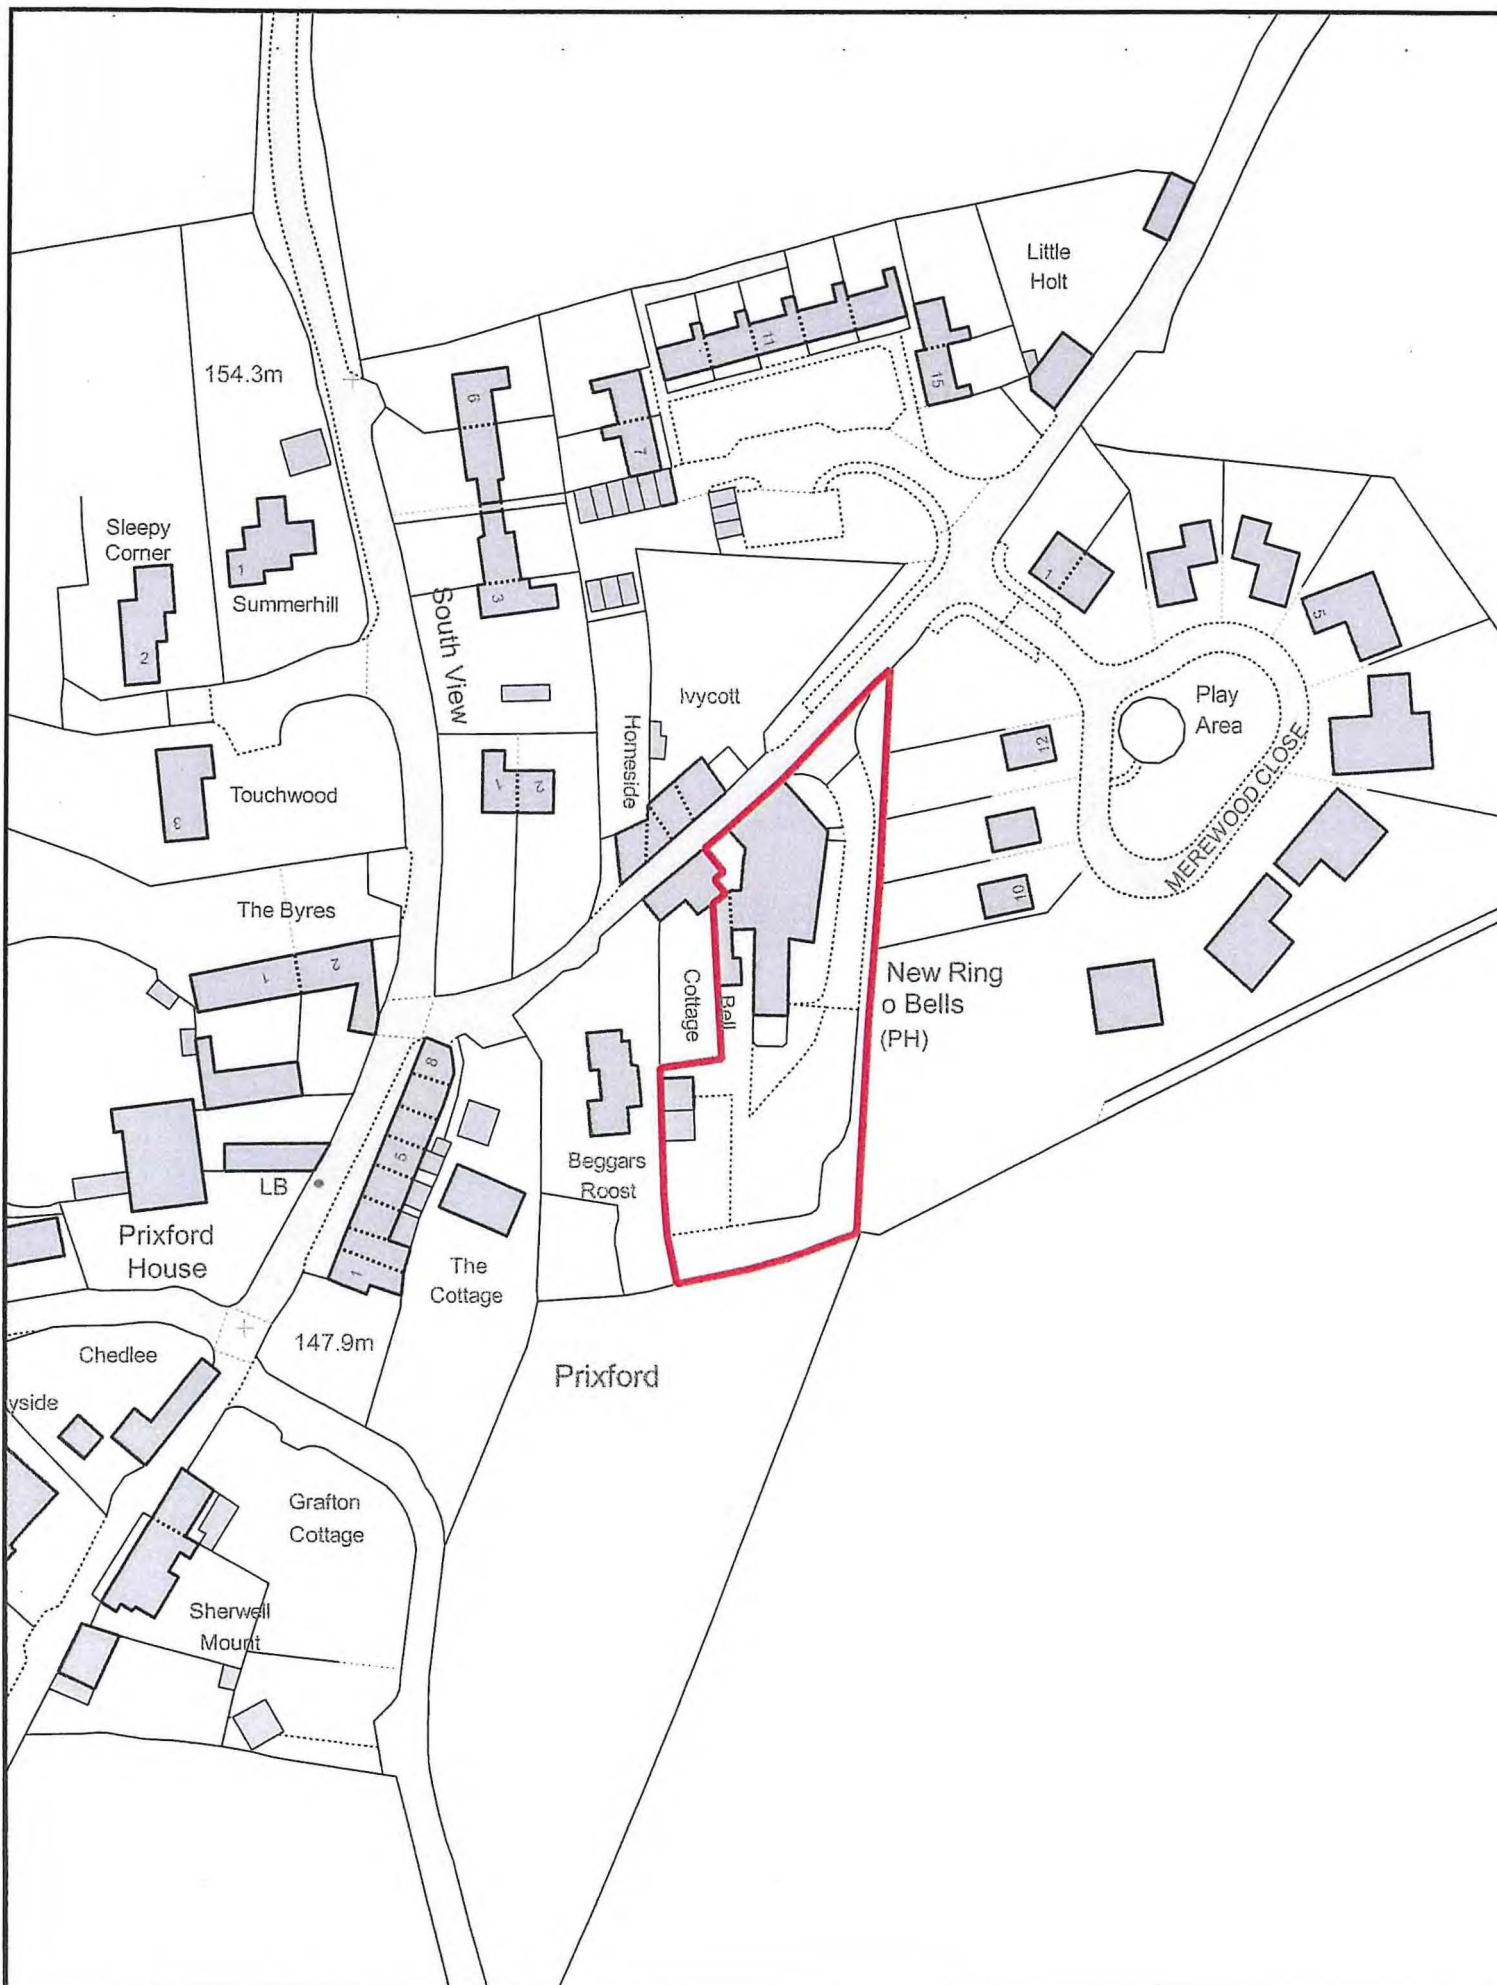 Little
Holt
154.3m
11
15
6
7
Sleepy
Corner
1
Summerhill
2
3
South View
1
5
Ivycott
Play
Area
Homeside
12
MEREWOOD CLOSE
Touchwood
3
1
2
The Byres
10
1
2
Cottage
Bell
New Ring
o Bells
(PH)
8
5
Beggars
Roost
LB
Prixford
House
The
Cottage
1
147.9m
Chedlee
Prixford
yside
Grafton
Cottage
Sherwell
Mount